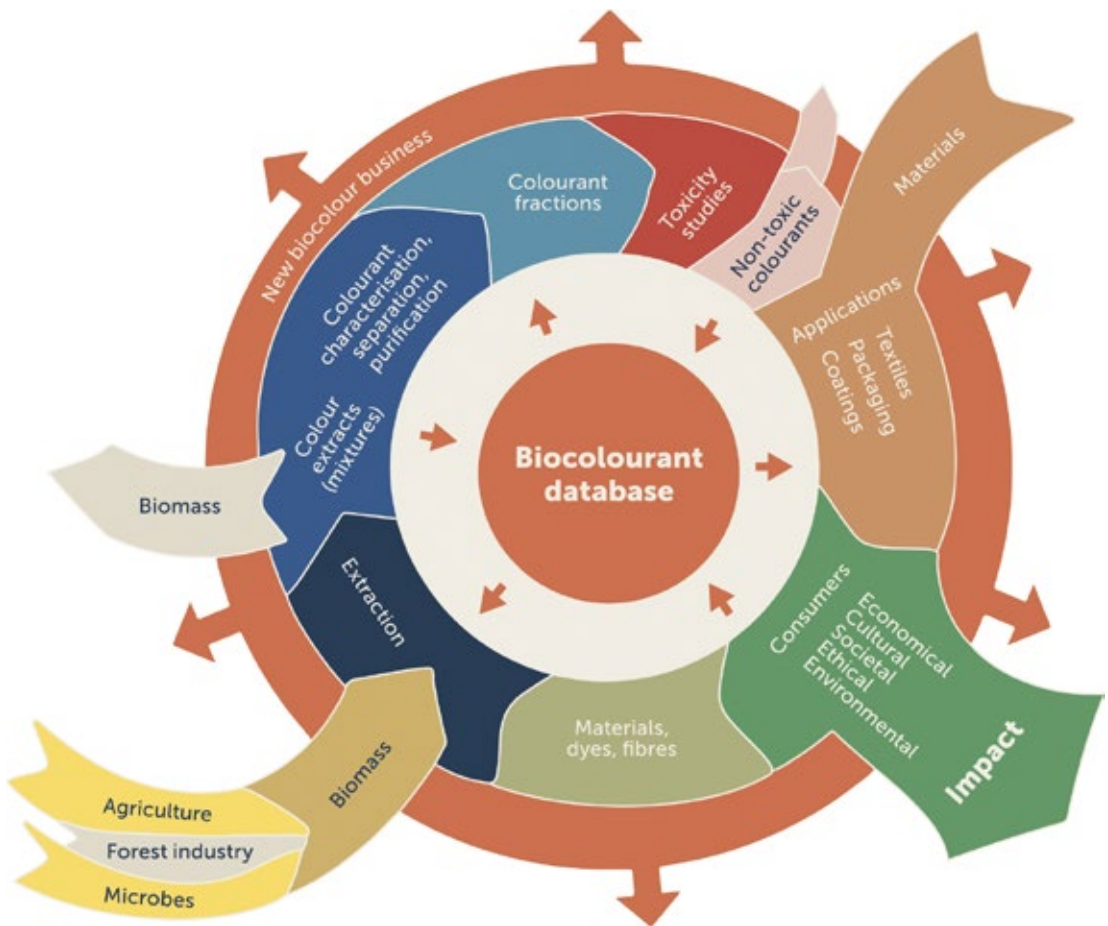 New biocolour business
Colourant
fractions
Toxicity
studies
Non-toxic
colourants
Materials
Applications
Textiles
Packaging
Coatings
Colourant
characterisation,
separation,
purification
Colour
extracts
(mixtures)
Biocolourant
database
Biomass
Extraction
Consumers
Economical
Cultural
Societal
Ethical
Environmental
Impact
Materials,
dyes, fibres
Biomass
Agriculture
Forest industry
Microbes